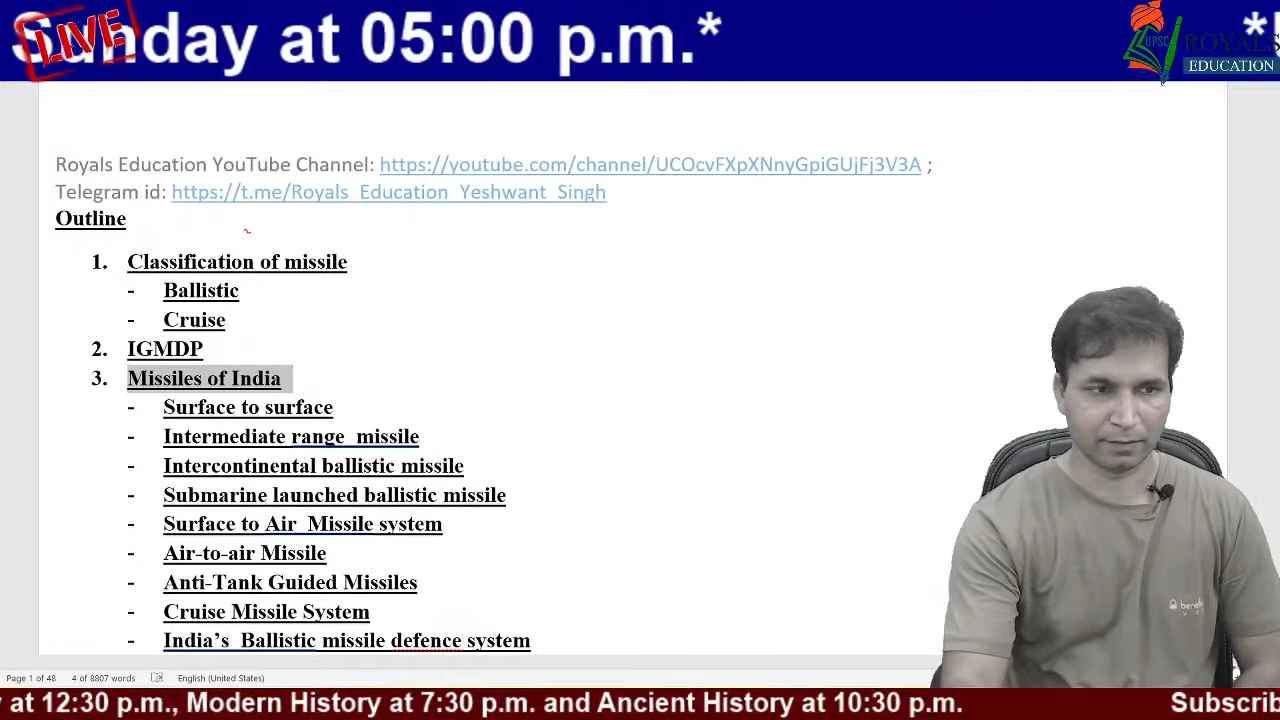 Sunday at 05:00 p.m.*
LIVE
UPSC
ROYALS
EDUCATION
Royals Education YouTube Channel: https://youtube.com/channel/UCOcvFXpXNnyGpiGUjFj3V3A ;
Telegram id: https://t.me/Royals_Education_Yeshwant_Singh
Outline
1. Classification of missile
- Ballistic
- Cruise
2. IGMDP
3. Missiles of India
- Surface to surface
- Intermediate range missile
- Intercontinental ballistic missile
- Submarine launched ballistic missile
- Surface to Air Missile system
- Air-to-air Missile
- Anti-Tank Guided Missiles
- Cruise Missile System
- India's Ballistic missile defence system
Page 1 of 48 4 of 8807 words English (United States)
at 12:30 p.m., Modern History at 7:30 p.m. and Ancient History at 10:30 p.m. Subscrib